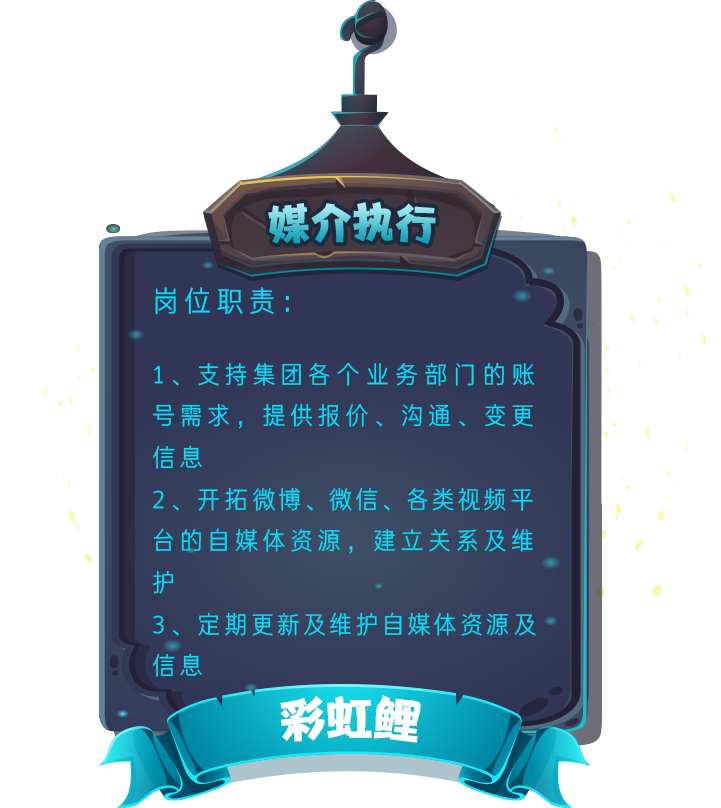 媒介执行
岗位职责：
1、支持集团各个业务部门的账
号需求，提供报价、沟通、变更
信息
2、开拓微博、微信、各类视频平
台的自媒体资源，建立关系及维
护
3、定期更新及维护自媒体资源及
信息
彩虹鲤